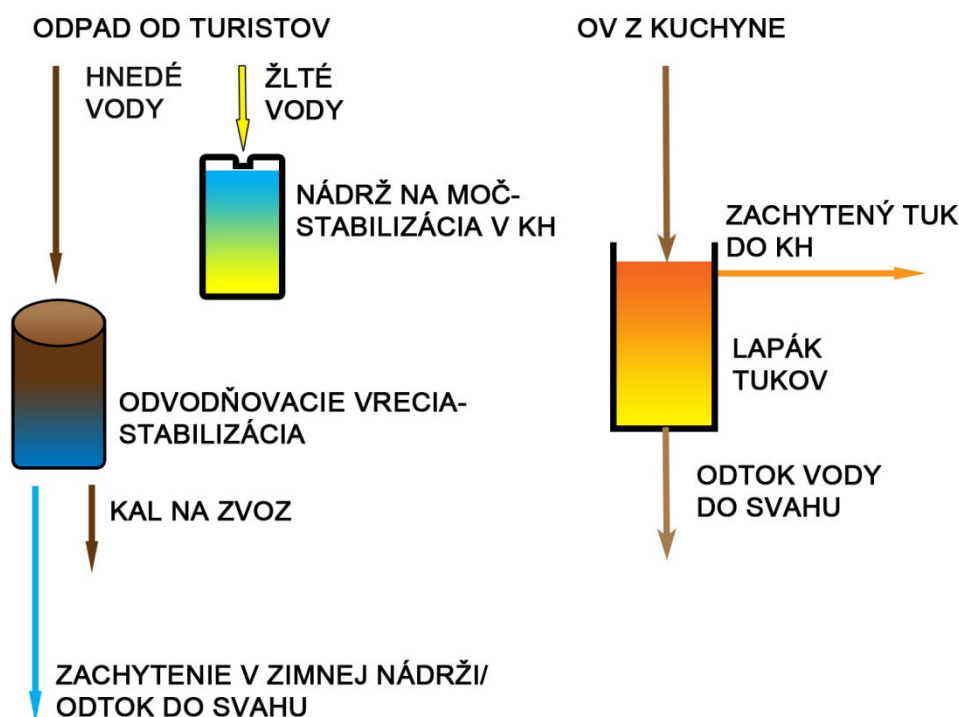 ODPAD OD TURISTOV
HNEDÉ
VODY
ŽLTÉ
VODY
NÁDRŽ NA MOČ-
STABILIZÁCIA V KH
ODVODŇOVACIE VRECIA-
STABILIZÁCIA
KAL NA ZVOZ
ZACHYTENIE V ZIMNEJ NÁDRŽI/
ODTOK DO SVAHU
OV Z KUCHYNE
ZACHYTENÝ TUK
DO KH
LAPÁK
TUKOV
ODTOK VODY
DO SVAHU